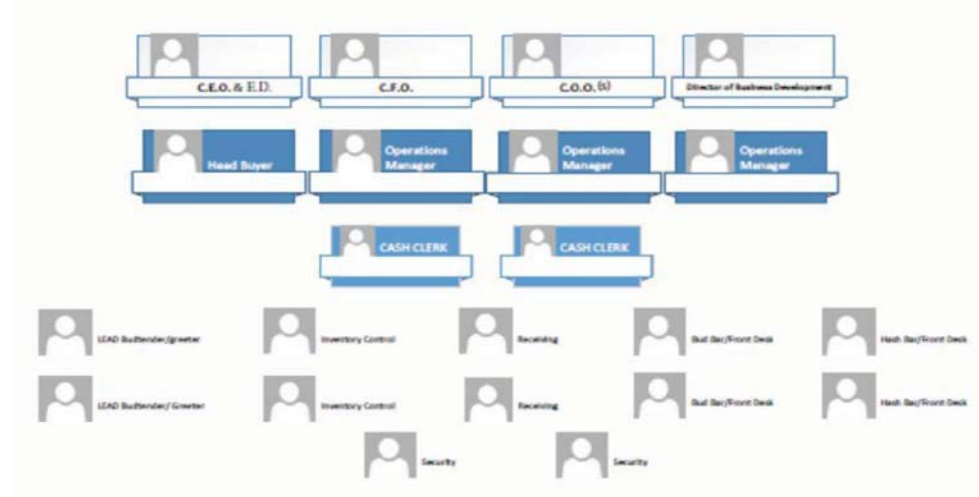 C.E.O. & E.D.
C.F.O.
C.O.O.(s)
Director of Business Development
Head Buyer
Operations
Manager
Operations
Manager
Operations
Manager
CASH CLERK
CASH CLERK
LEAD Budtender/greeter
Inventory Control
Receiving
Bud Bar/Front Desk
Hash Bar/Front Desk
LEAD Budtender/ Greeter
Inventory Control
Receiving
Bud Bar/Front Desk
Hash Bar/Front Desk
Security
Security